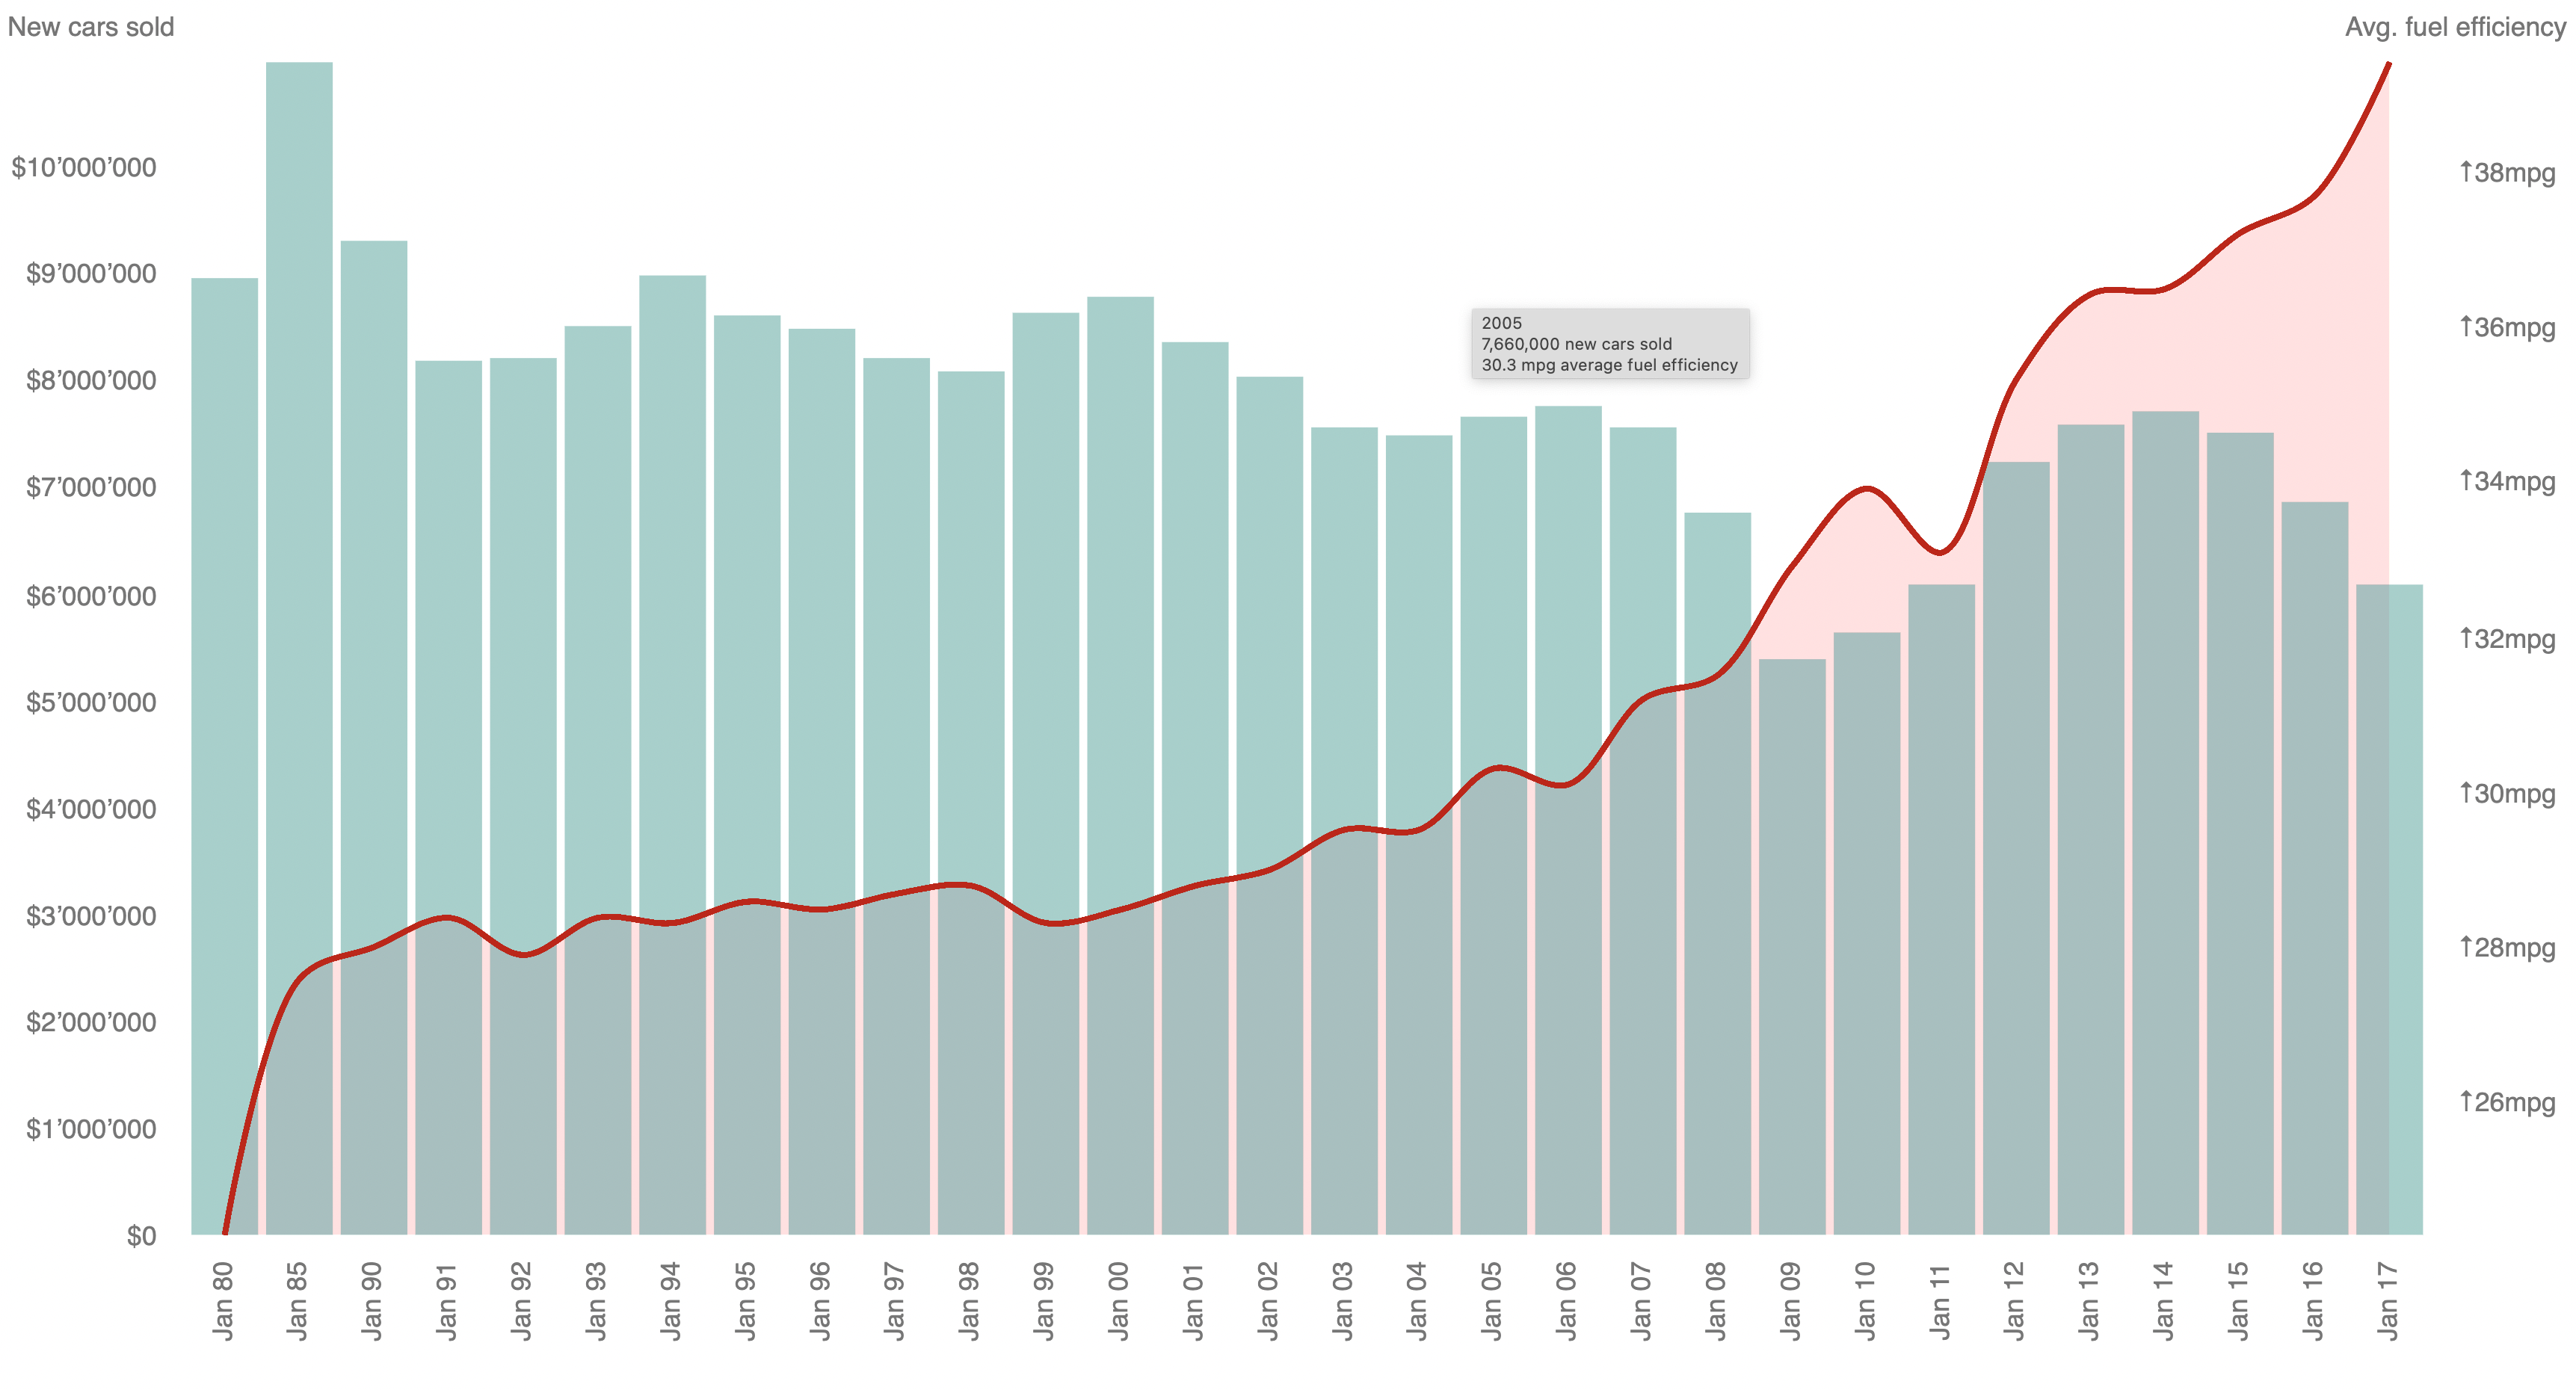 New cars sold
Avg. fuel efficiency
$10’000’000
$9’000’000
$8’000’000
$7’000’000
$6’000’000
$5’000’000
$4’000’000
$3’000’000
$2’000’000
$1’000’000
$0
2005
7,660,000 new cars sold
30.3 mpg average fuel efficiency
↑38mpg
↑36mpg
↑34mpg
↑32mpg
↑30mpg
↑28mpg
↑26mpg
Jan 80
Jan 85
Jan 90
Jan 91
Jan 92
Jan 93
Jan 94
Jan 95
Jan 96
Jan 97
Jan 98
Jan 99
Jan 00
Jan 01
Jan 02
Jan 03
Jan 04
Jan 05
Jan 06
Jan 07
Jan 08
Jan 09
Jan 10
Jan 11
Jan 12
Jan 13
Jan 14
Jan 15
Jan 16
Jan 17